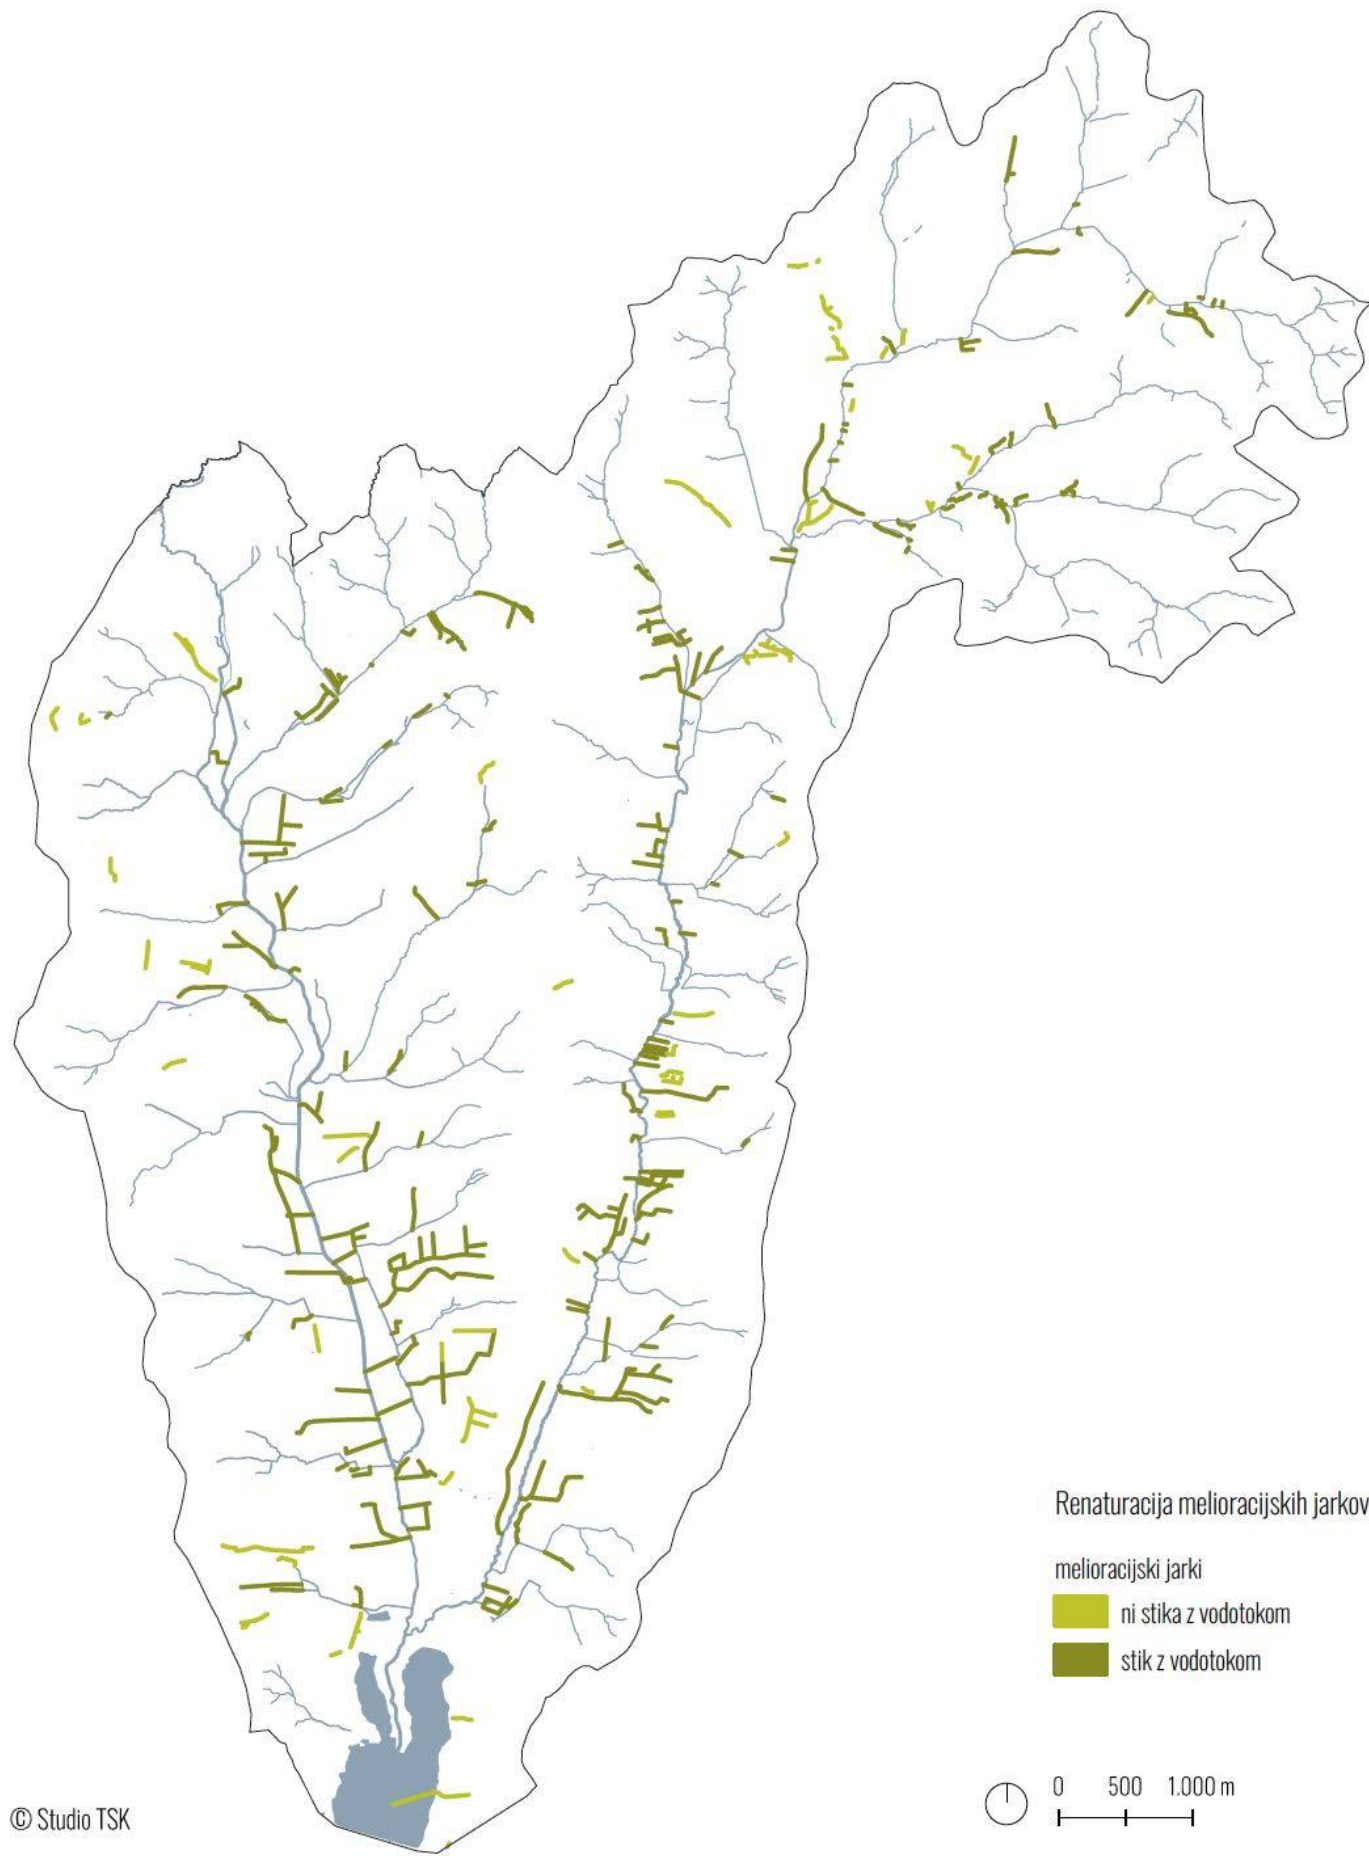 Renaturacija melioracijskih jarkov
melioracijski jarki
ni stika z vodotokom
stik z vodotokom
0 500 1.000 m
© Studio TSK